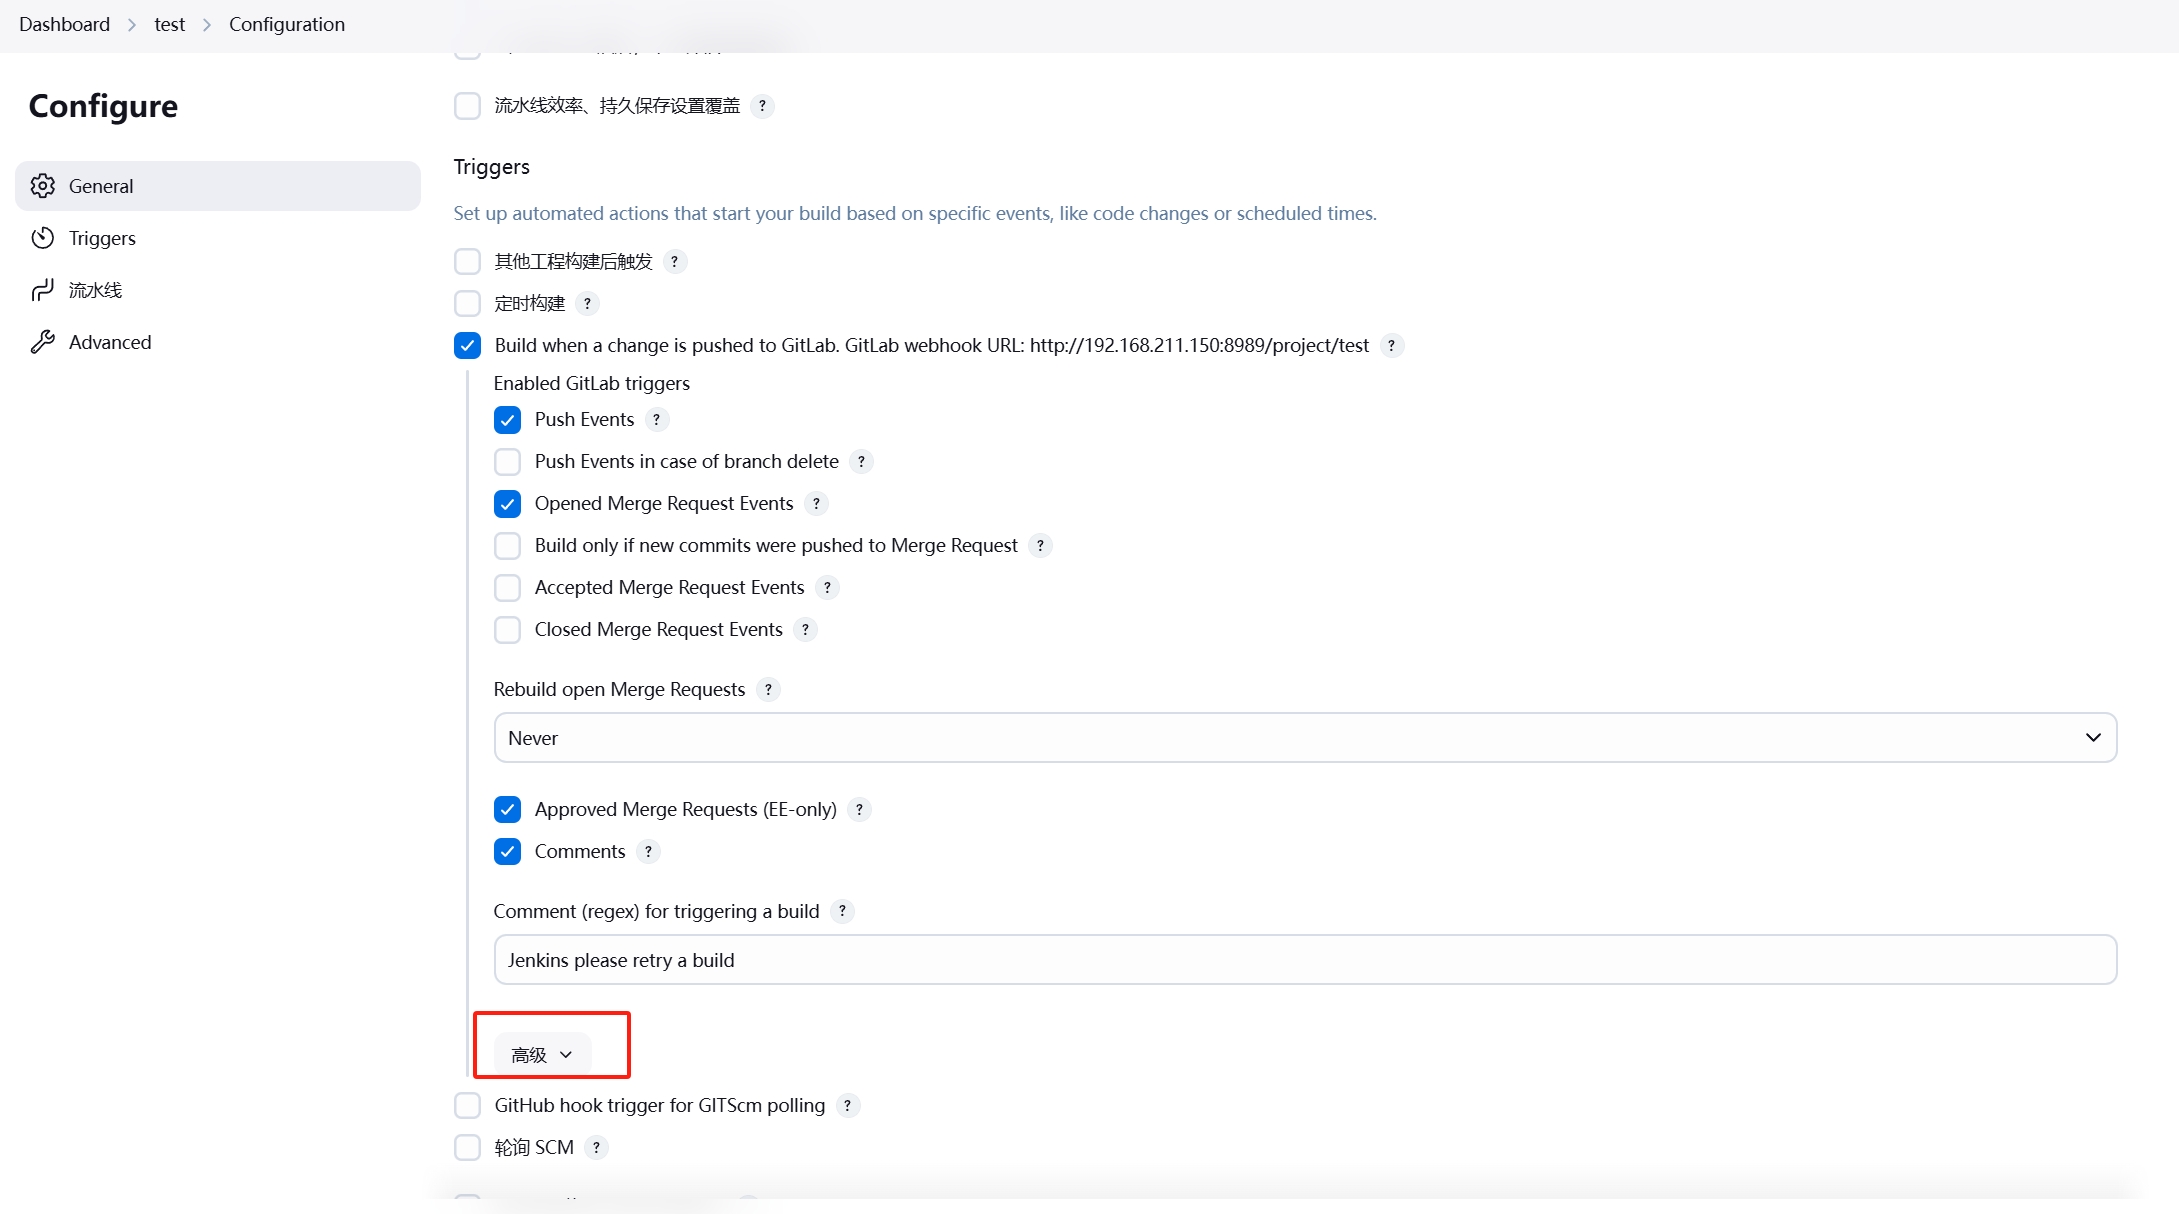 Dashboard > test > Configuration
Configure
General
Triggers
流水线
Advanced
流水线效率、持久保存设置覆盖 ?
Triggers
Set up automated actions that start your build based on specific events, like code changes or scheduled times.
其他工程构建后触发 ?
定时构建 ?
Build when a change is pushed to GitLab. GitLab webhook URL: http://192.168.211.150:8989/project/test ?
Enabled GitLab triggers
Push Events ?
Push Events in case of branch delete ?
Opened Merge Request Events ?
Build only if new commits were pushed to Merge Request ?
Accepted Merge Request Events ?
Closed Merge Request Events ?
Rebuild open Merge Requests ?
Never
Approved Merge Requests (EE-only) ?
Comments ?
Comment (regex) for triggering a build ?
Jenkins please retry a build
高级
GitHub hook trigger for GITScm polling ?
轮询 SCM ?